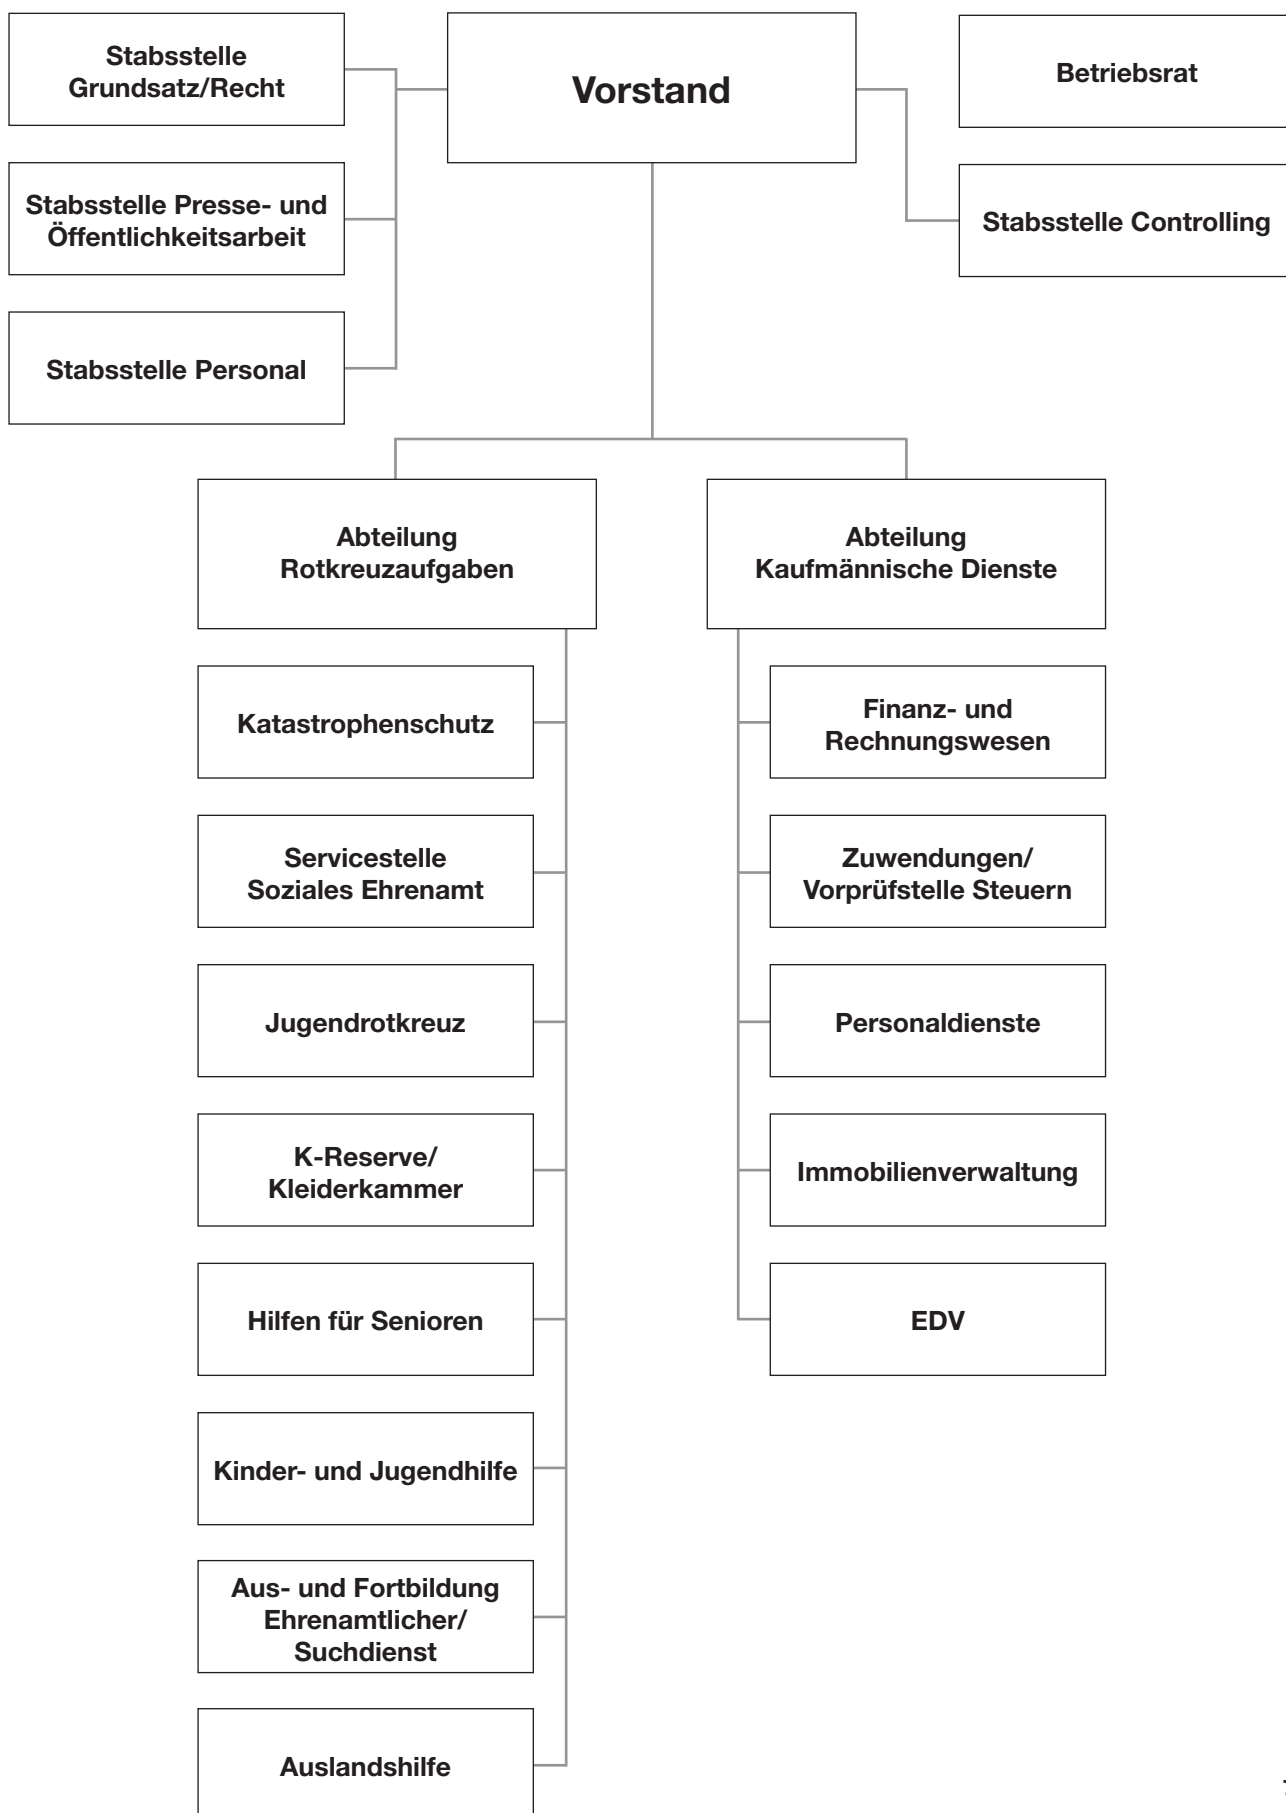 Stabsstelle
Grundsatz/Recht
Vorstand
Betriebsrat
Stabsstelle Presse- und
Öffentlichkeitsarbeit
Stabsstelle Controlling
Stabsstelle Personal
Abteilung
Rotkreuzaufgaben
Abteilung
Kaufmännische Dienste
Katastrophenschutz
Servicestelle
Soziales Ehrenamt
Jugendrotkreuz
K-Reserve/
Kleiderkammer
Hilfen für Senioren
Kinder- und Jugendhilfe
Aus- und Fortbildung
Ehrenamtlicher/
Suchdienst
Auslandshilfe
Finanz- und
Rechnungswesen
Zuwendungen/
Vorprüfstelle Steuern
Personaldienste
Immobilienverwaltung
EDV